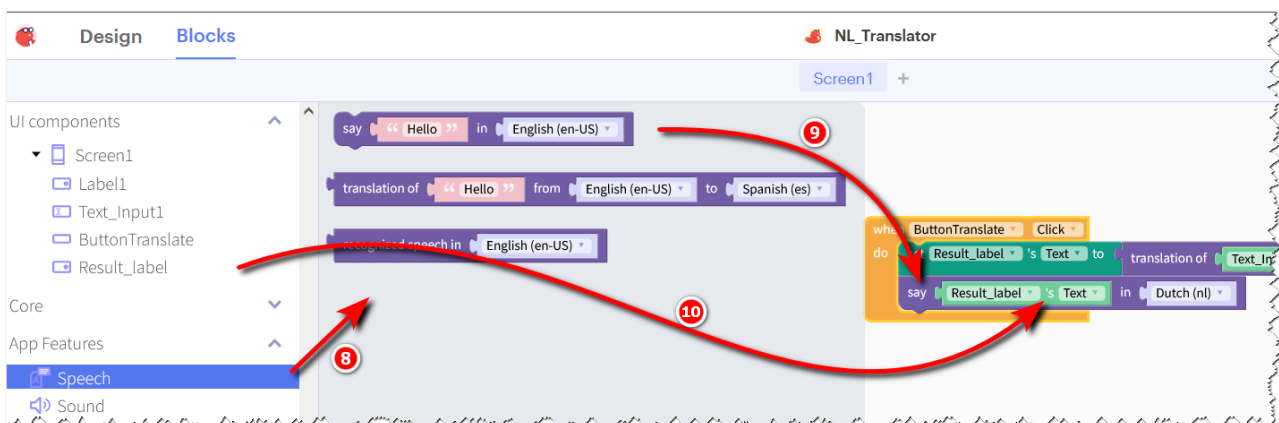 Design Blocks NL_Translator
Screen1 +
UI components
Screen1
Label1
Text_Input1
ButtonTranslate
Result_label
Core
App Features
Speech
Sound
say “ Hello ” in English (en-US)
translation of “ Hello ” from English (en-US) to Spanish (es)
recognized speech in English (en-US)
8
9
10
when ButtonTranslate Click
do Result_label 's Text to translation of Text_In
say Result_label 's Text in Dutch (nl)